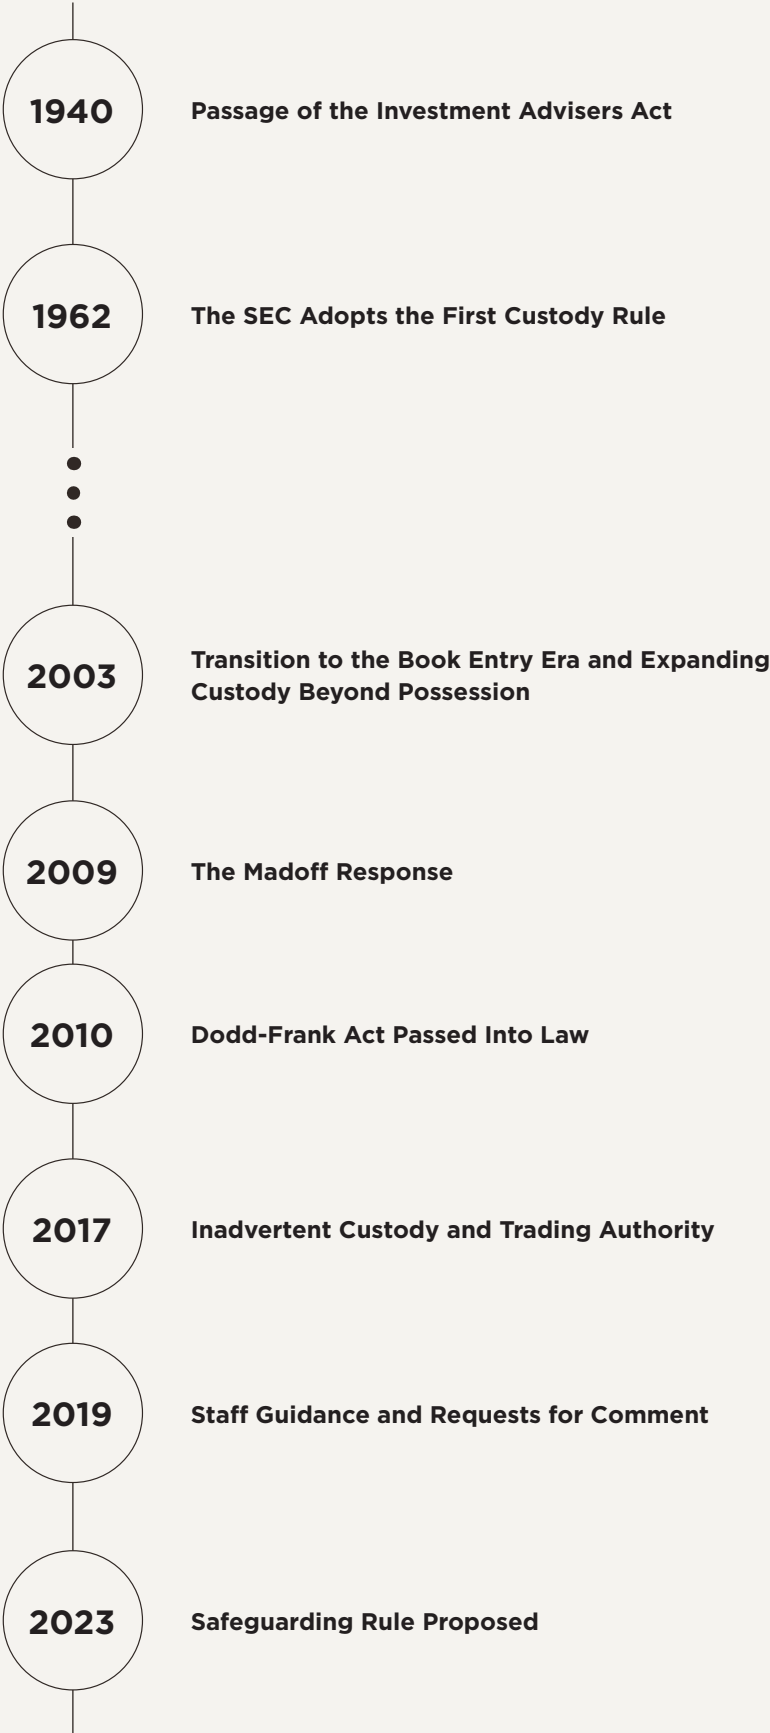 1940
Passage of the Investment Advisers Act
1962
The SEC Adopts the First Custody Rule
2003
Transition to the Book Entry Era and Expanding
Custody Beyond Possession
2009
The Madoff Response
2010
Dodd-Frank Act Passed Into Law
2017
Inadvertent Custody and Trading Authority
2019
Staff Guidance and Requests for Comment
2023
Safeguarding Rule Proposed